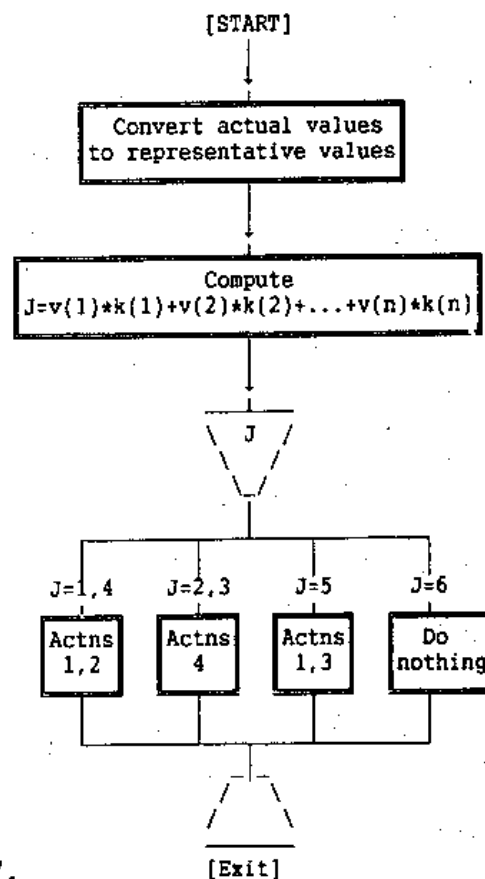 [START]
Convert actual values
to representative values
Compute
J=v(1)*k(1)+v(2)*k(2)+...+v(n)*k(n)
J
J=1,4
J=2,3
J=5
J=6
Actns
1,2
Actns
4
Actns
1,3
Do
nothing
[Exit]